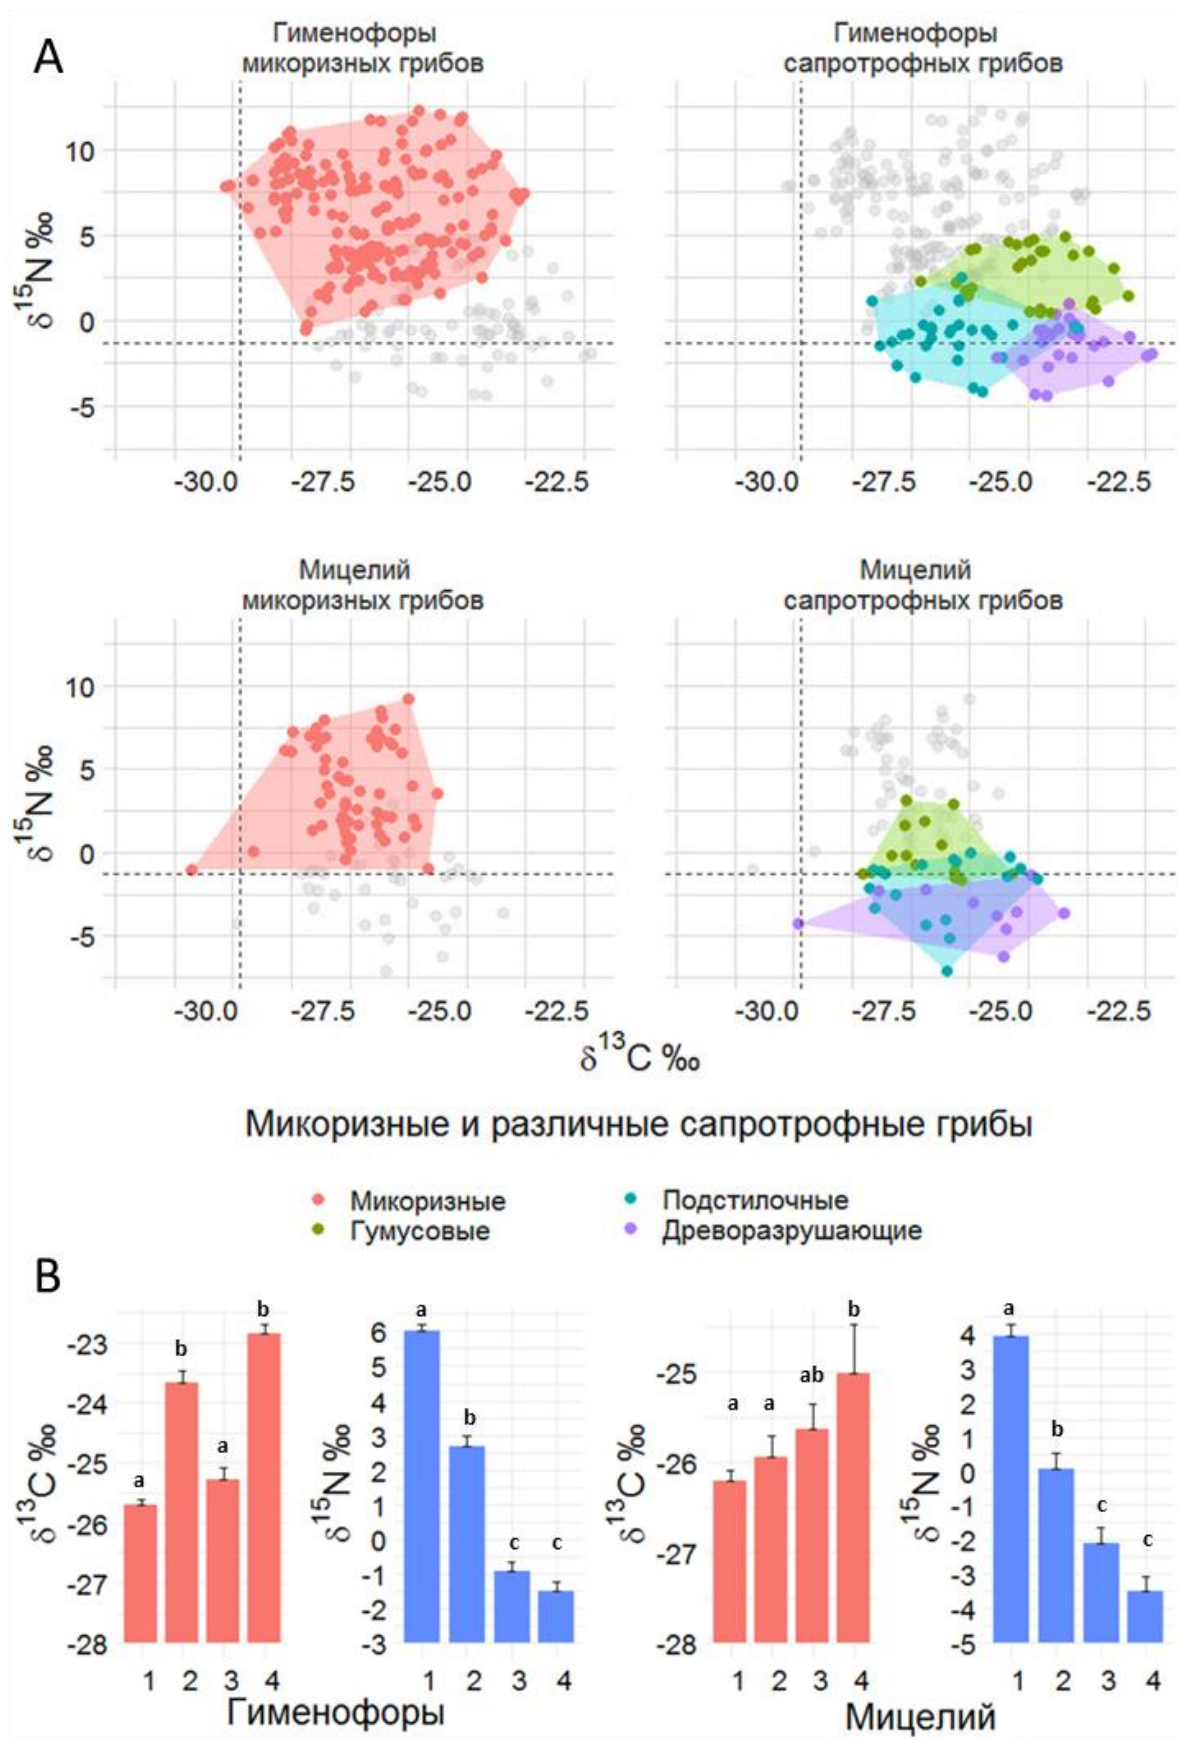 A
Гименофоры
микоризных грибов
Гименофоры
сапротрофных грибов
δ¹⁵N ‰
10
5
0
-5
-30.0 -27.5 -25.0 -22.5
-30.0 -27.5 -25.0 -22.5
Мицелий
микоризных грибов
Мицелий
сапротрофных грибов
δ¹⁵N ‰
10
5
0
-5
-30.0 -27.5 -25.0 -22.5
-30.0 -27.5 -25.0 -22.5
δ¹³C ‰
Микоризные и различные сапротрофные грибы
Микоризные
Гумусовые
Подстилочные
Древоразрушающие
B
δ¹³C ‰
-23
-24
-25
-26
-27
-28
a b a b
1 2 3 4
δ¹⁵N ‰
6
5
4
3
2
1
0
-1
-2
-3
a b c c
1 2 3 4
Гименофоры
δ¹³C ‰
-25
-26
-27
-28
a a ab b
1 2 3 4
δ¹⁵N ‰
4
3
2
1
0
-1
-2
-3
-4
-5
a b c c
1 2 3 4
Мицелий